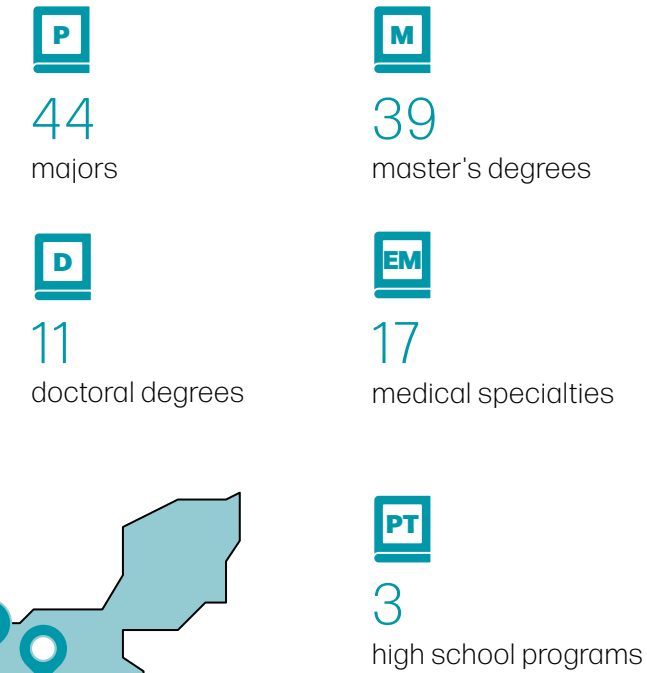 P
44
majors
M
39
master's degrees
D
11
doctoral degrees
EM
17
medical specialties
PT
3
high school programs